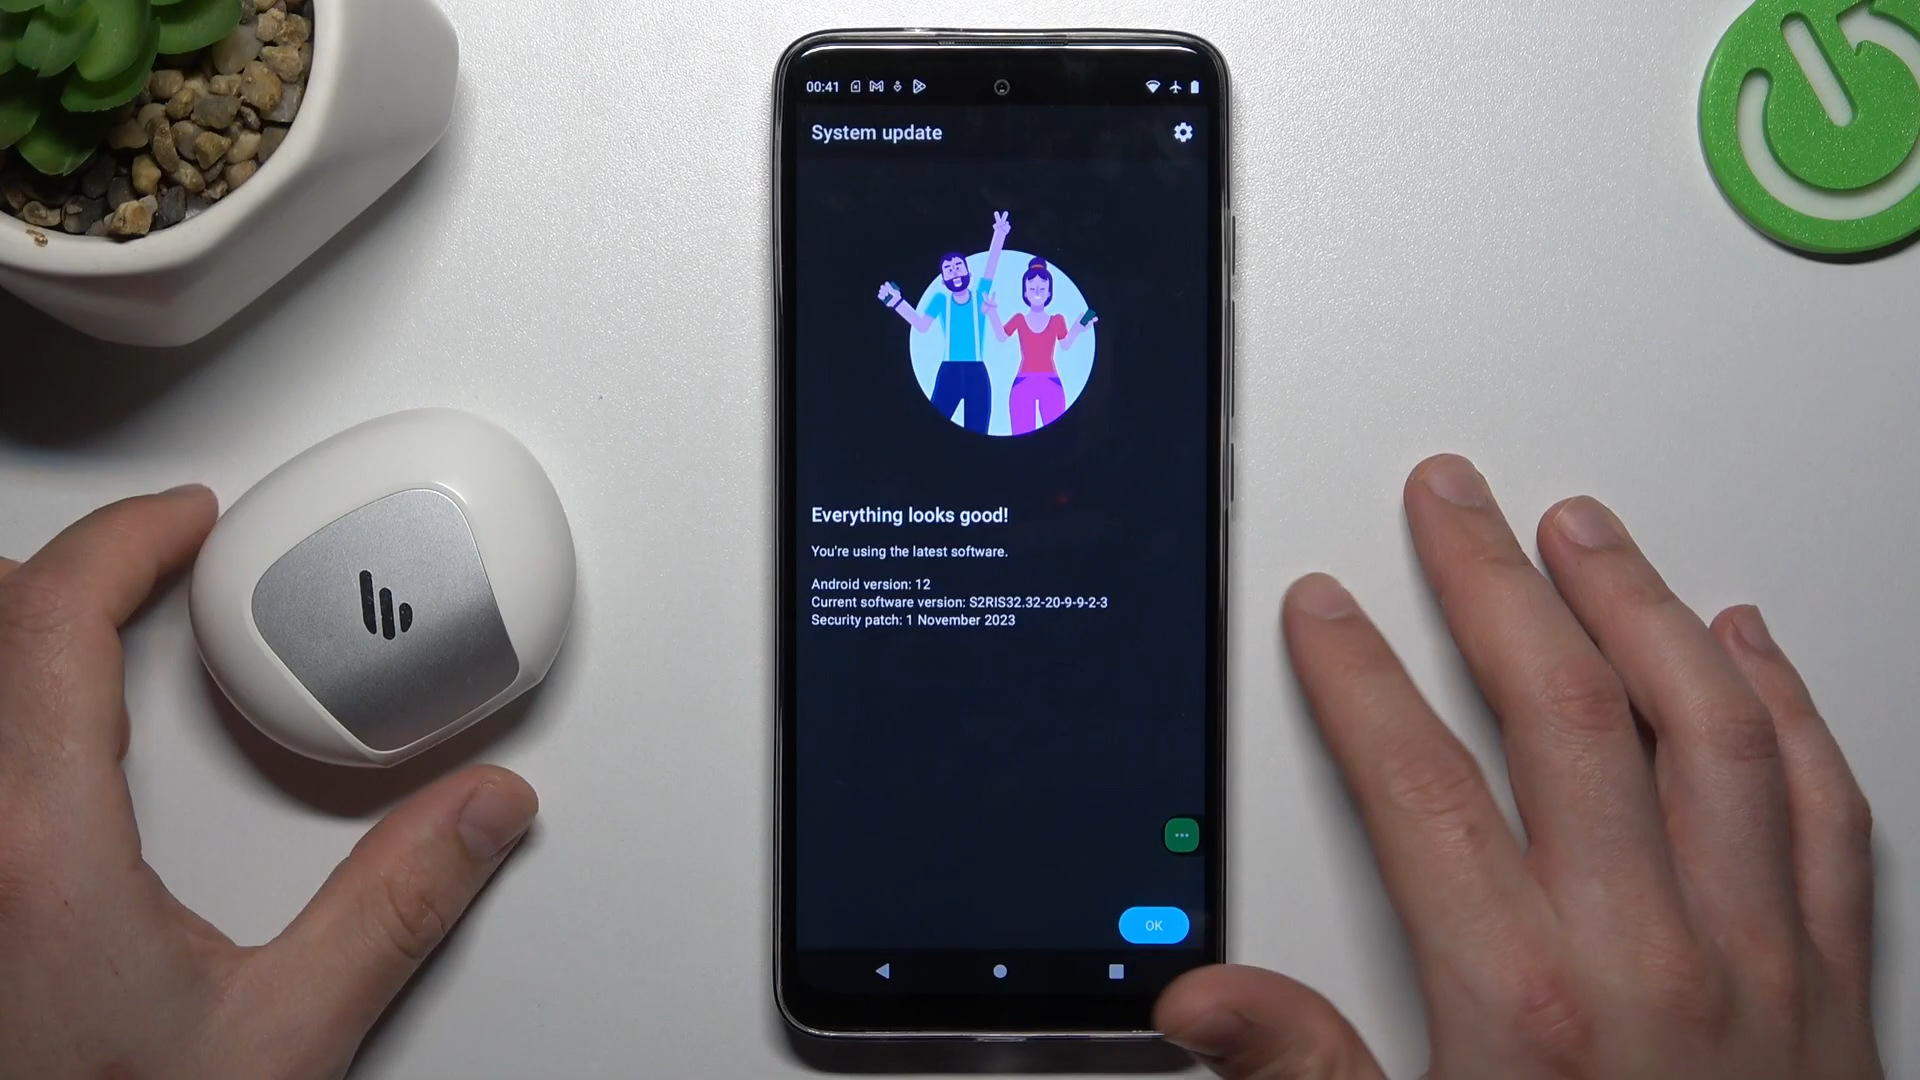 00:41
System update
Everything looks good!
You're using the latest software.
Android version: 12
Current software version: S2RIS32.32-20-9-9-2-3
Security patch: 1 November 2023
OK